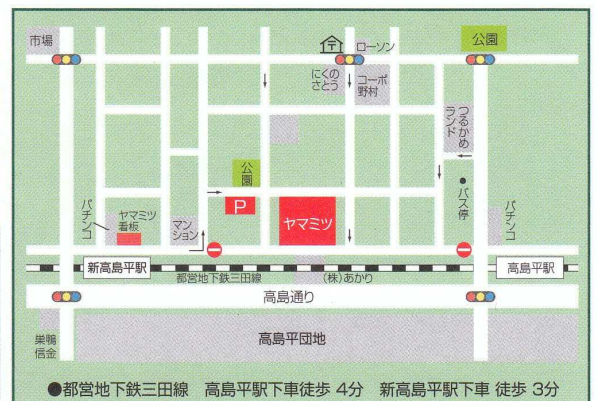 市場
公園
〒
ローソン
にくの
さとう
コーポ
野村
つるかめ
ランド
公園
P
ヤマミツ
バス停
パチンコ
ヤマミツ
看板
マン
ション
パチンコ
新高島平駅
都営地下鉄三田線
(株)あかり
高島平駅
高島通り
巣鴨
信金
高島平団地
●都営地下鉄三田線 高島平駅下車徒歩 4分 新高島平駅下車 徒歩 3分